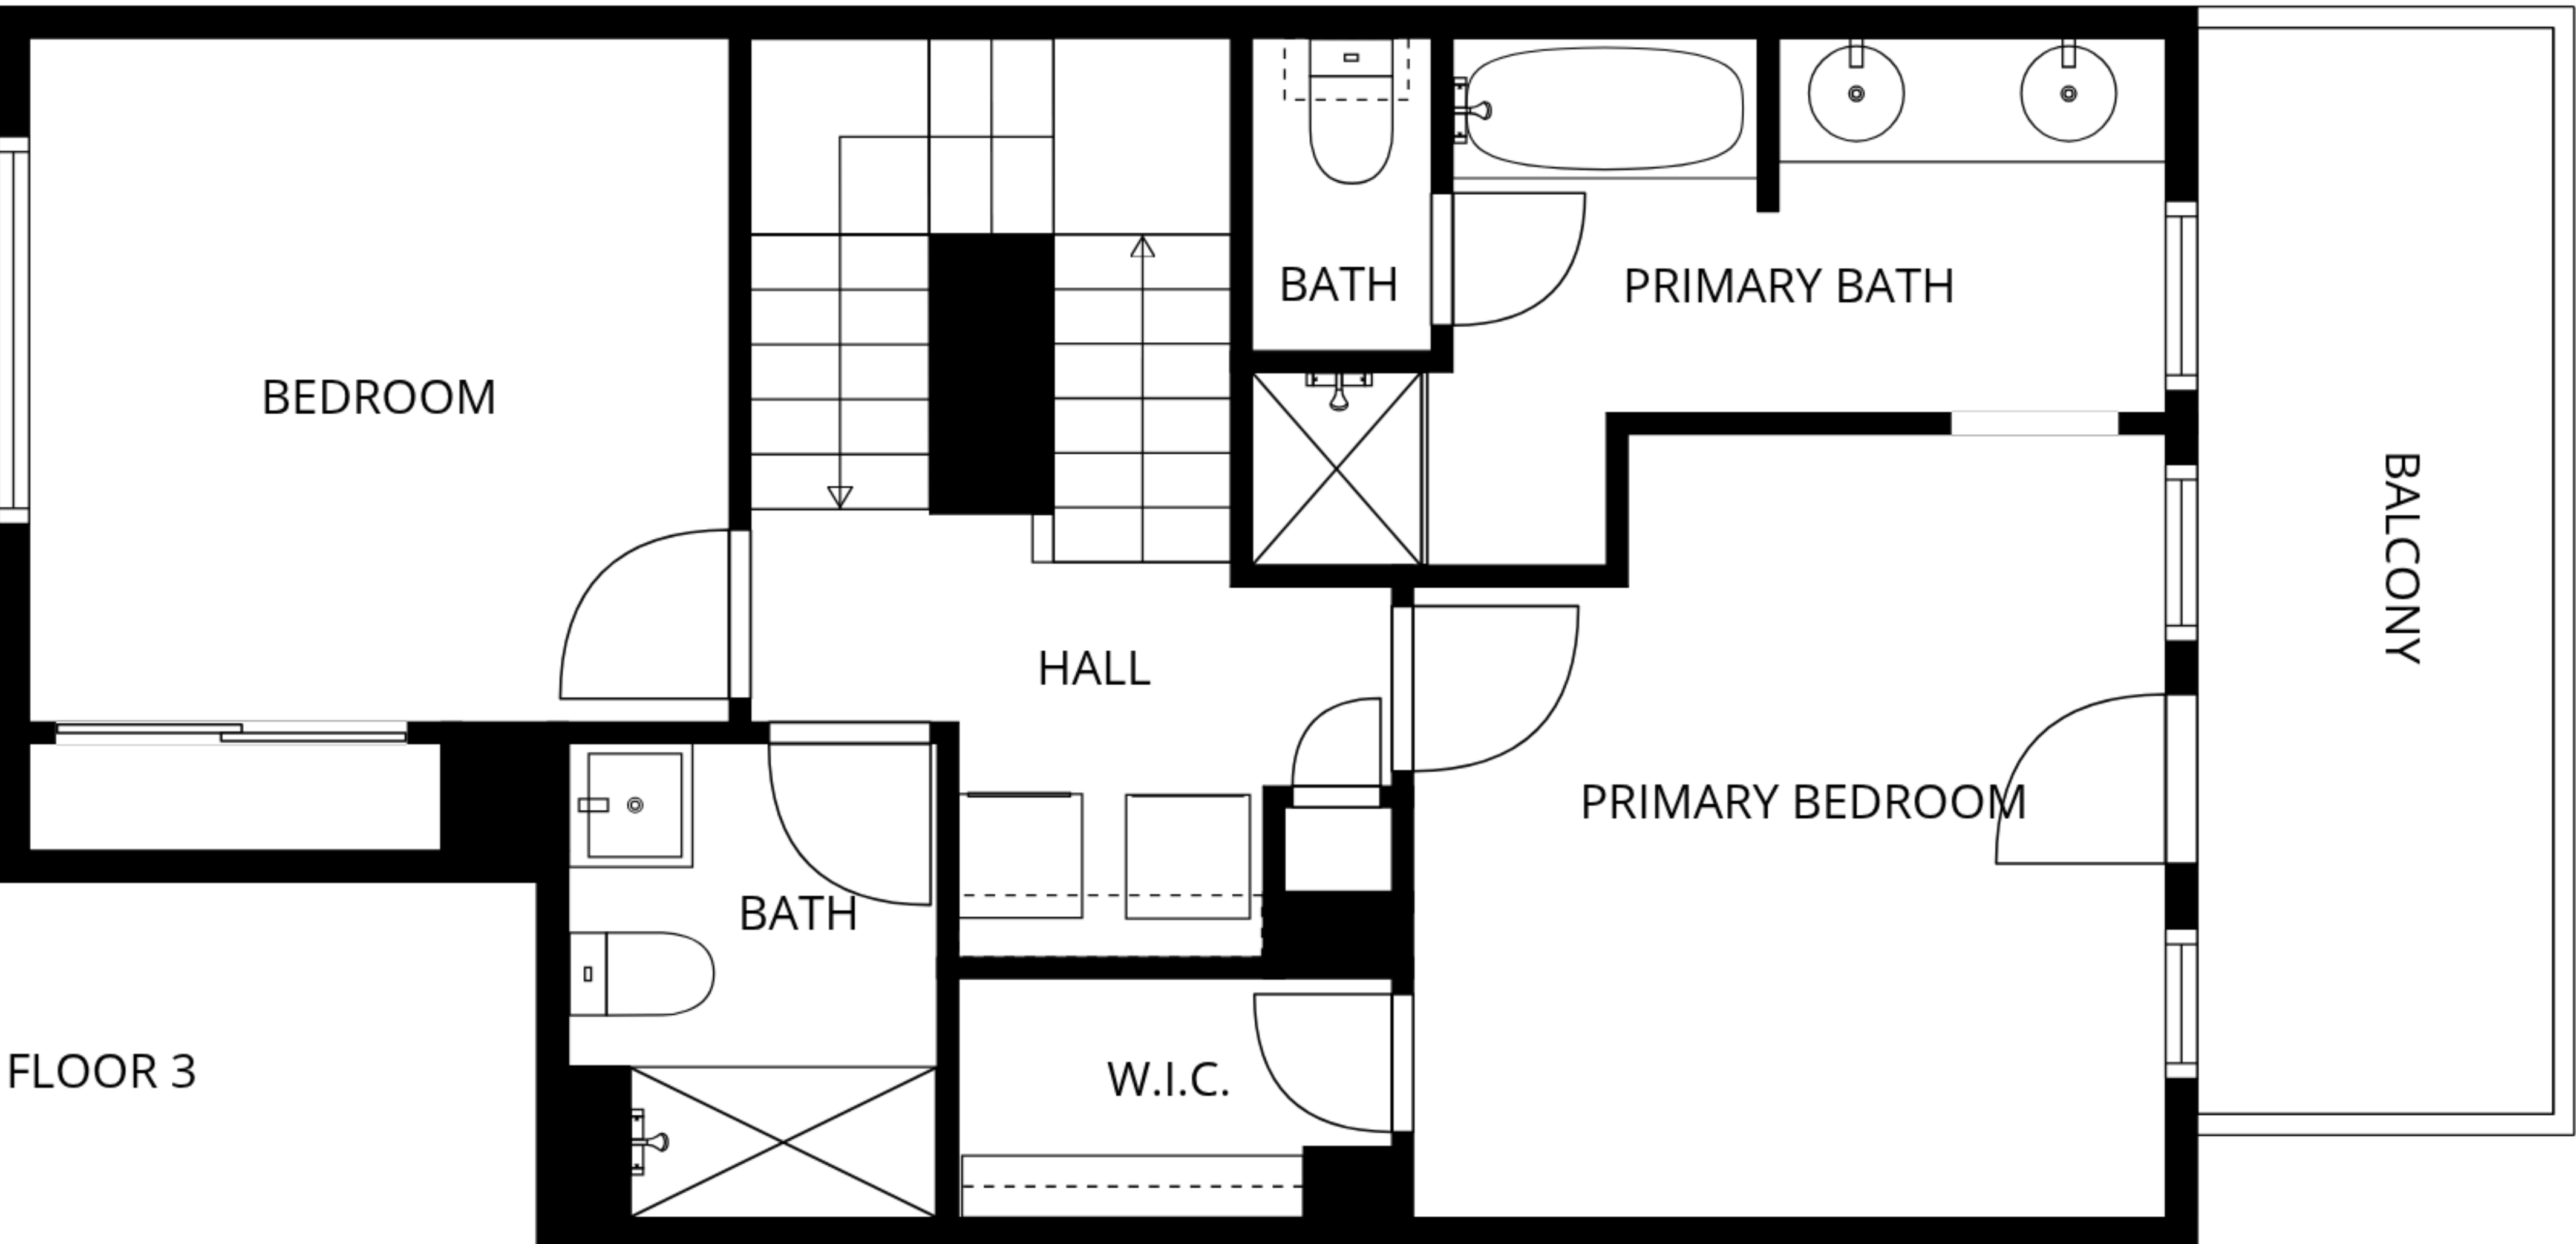 BATH
PRIMARY BATH
BEDROOM
BALCONY
HALL
PRIMARY BEDROOM
BATH
FLOOR 3
W.I.C.